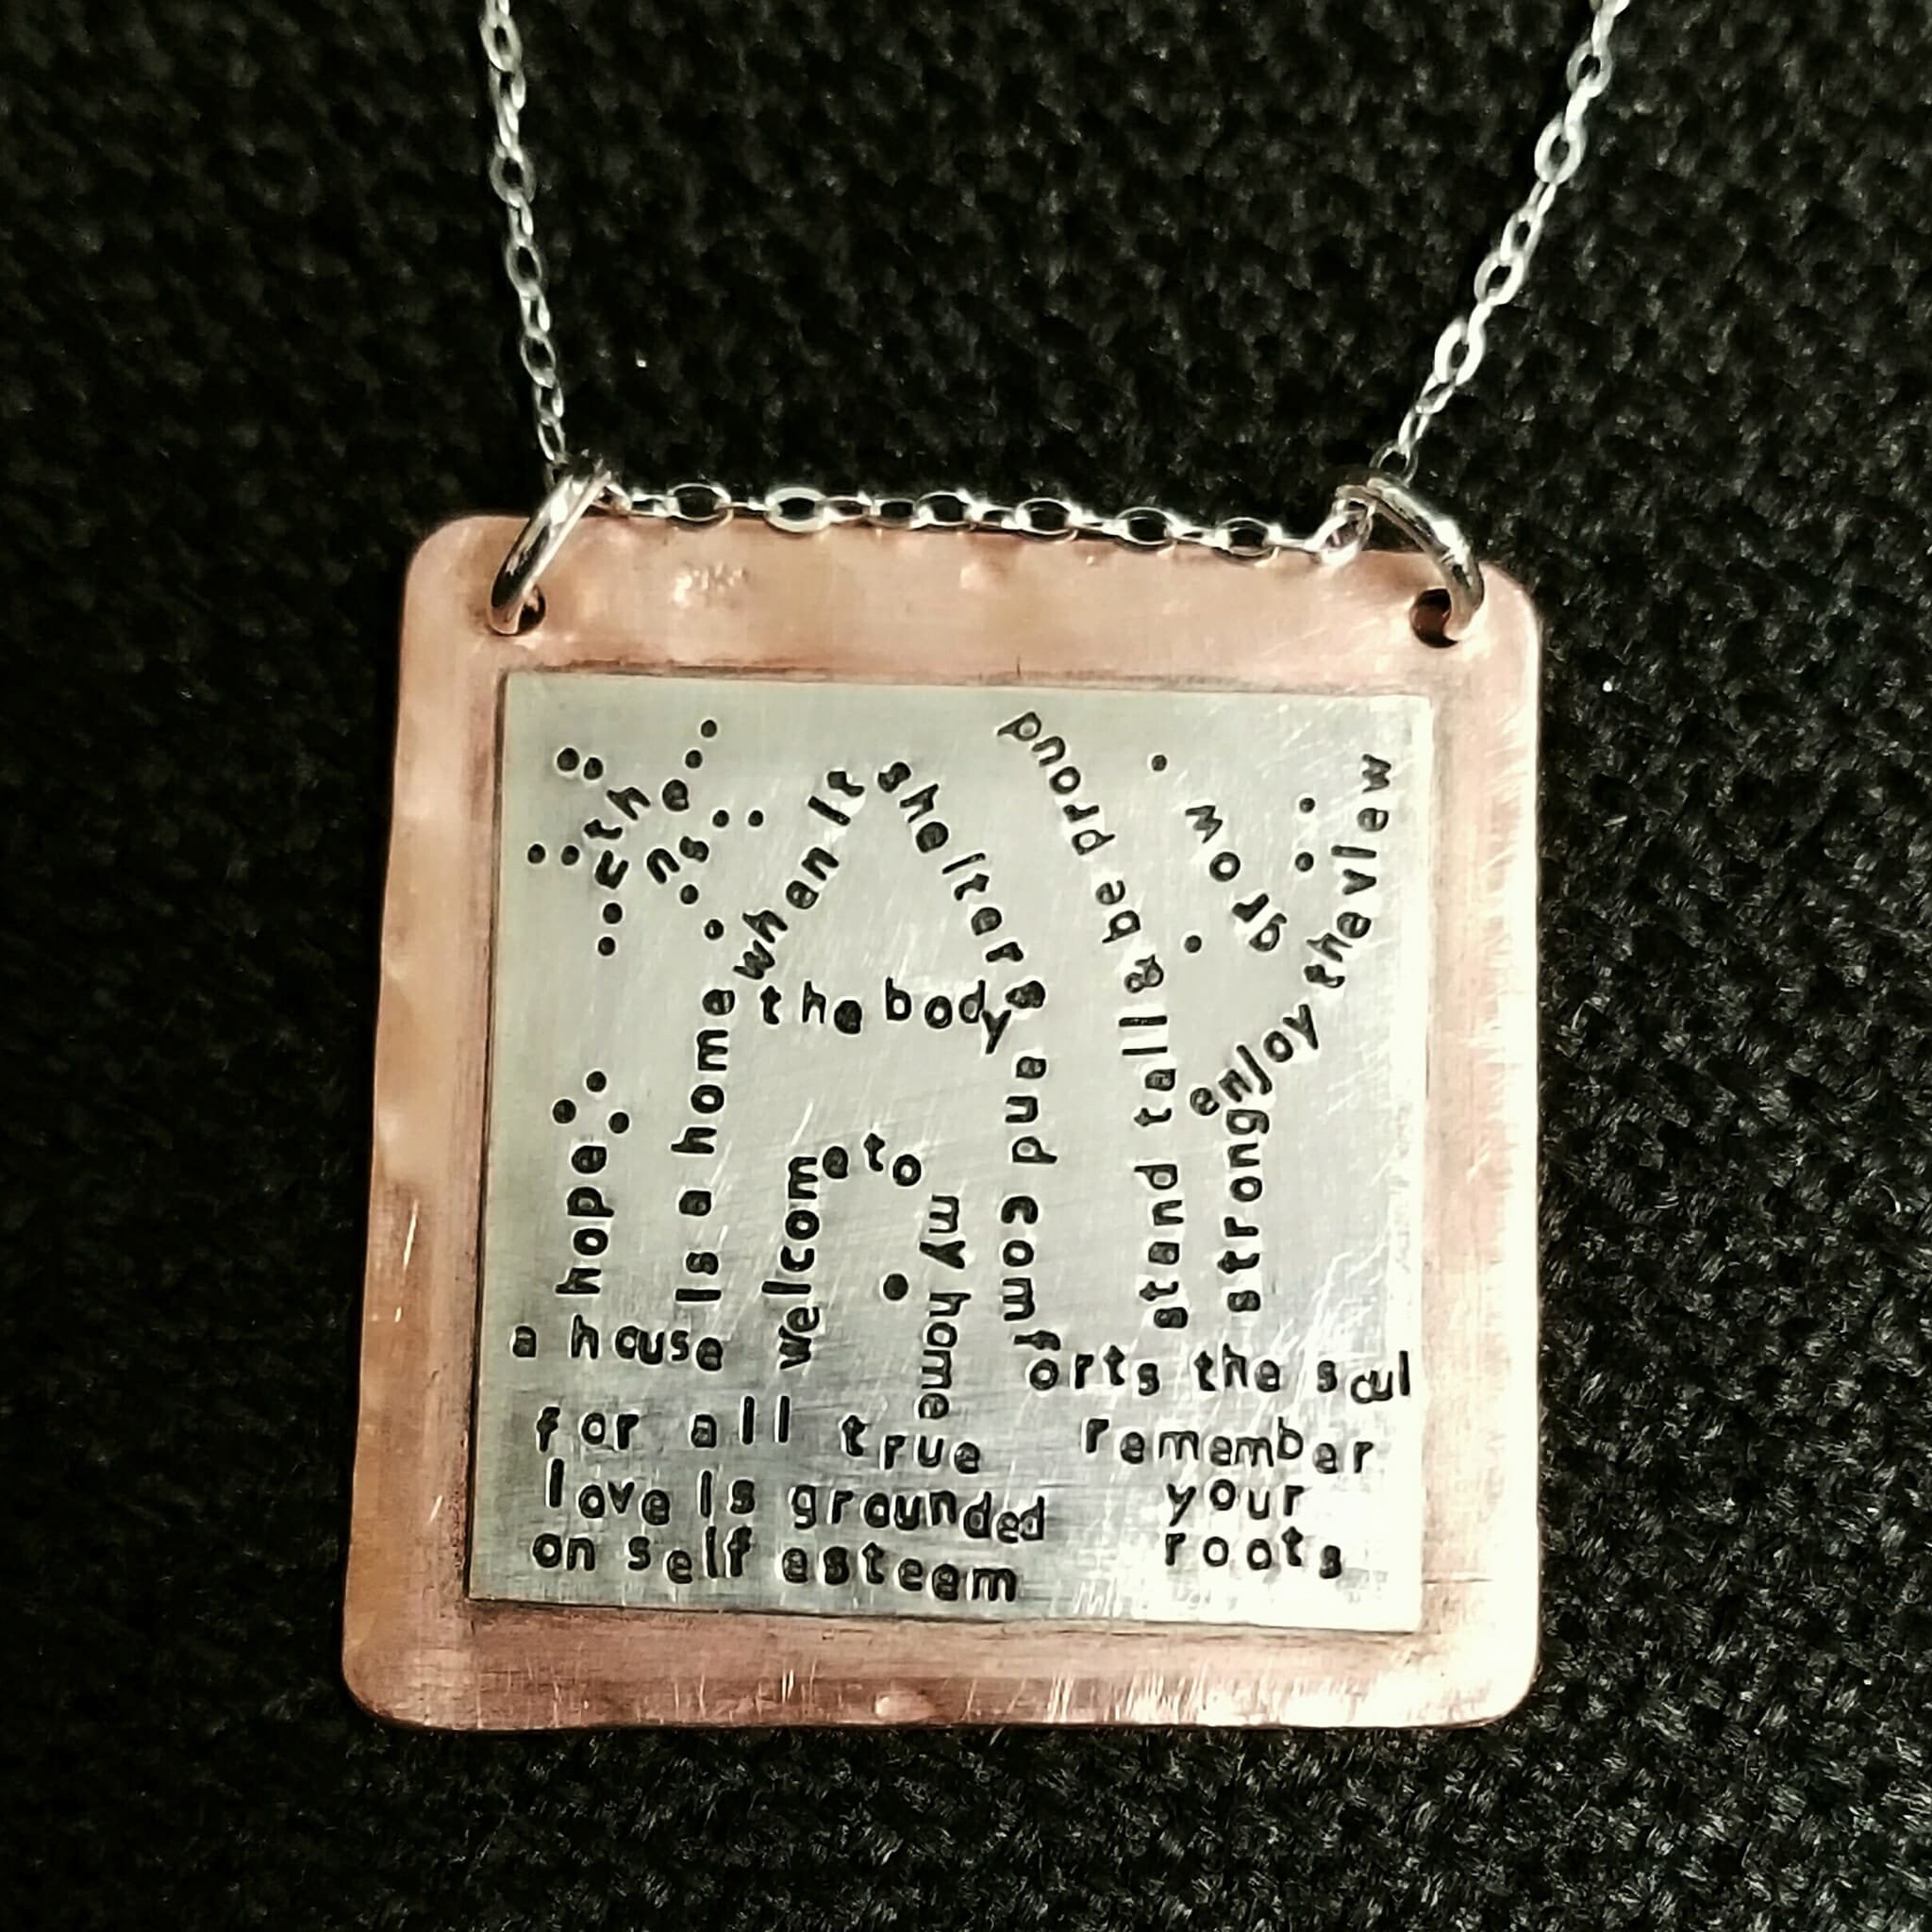 the sun
hope
a house is a home when it
shelters
the body
and comforts the soul
welcome to my home
stand tall & be proud
grow
strong
enjoy the view
for all true
love is grounded
on self esteem
remember
your
roots